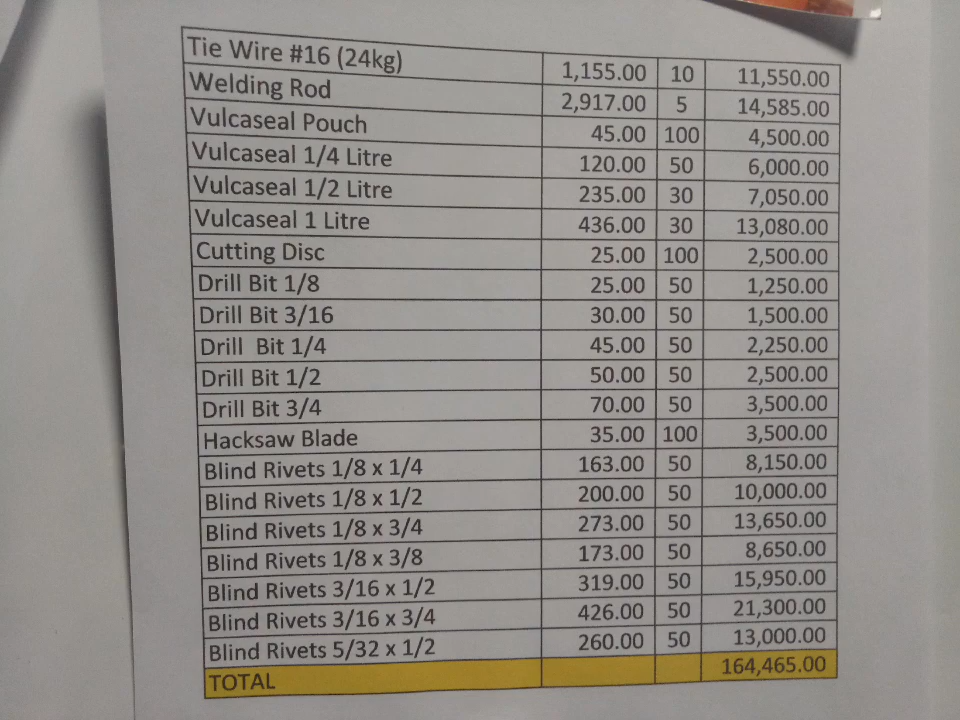 Tie Wire #16 (24kg) 1,155.00 10 11,550.00
Welding Rod 2,917.00 5 14,585.00
Vulcaseal Pouch 45.00 100 4,500.00
Vulcaseal 1/4 Litre 120.00 50 6,000.00
Vulcaseal 1/2 Litre 235.00 30 7,050.00
Vulcaseal 1 Litre 436.00 30 13,080.00
Cutting Disc 25.00 100 2,500.00
Drill Bit 1/8 25.00 50 1,250.00
Drill Bit 3/16 30.00 50 1,500.00
Drill Bit 1/4 45.00 50 2,250.00
Drill Bit 1/2 50.00 50 2,500.00
Drill Bit 3/4 70.00 50 3,500.00
Hacksaw Blade 35.00 100 3,500.00
Blind Rivets 1/8 x 1/4 163.00 50 8,150.00
Blind Rivets 1/8 x 1/2 200.00 50 10,000.00
Blind Rivets 1/8 x 3/4 273.00 50 13,650.00
Blind Rivets 1/8 x 3/8 173.00 50 8,650.00
Blind Rivets 3/16 x 1/2 319.00 50 15,950.00
Blind Rivets 3/16 x 3/4 426.00 50 21,300.00
Blind Rivets 5/32 x 1/2 260.00 50 13,000.00
TOTAL 164,465.00